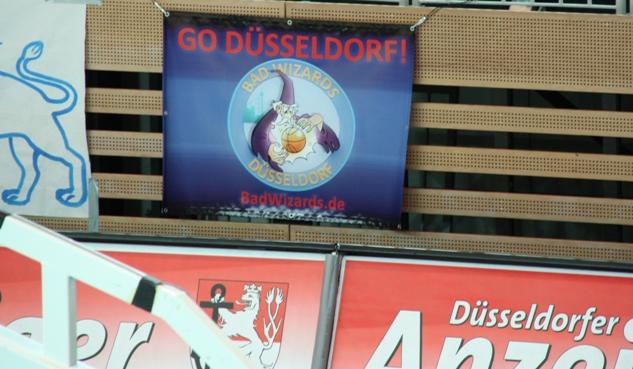 GO DÜSSELDORF!
BAD WIZARDS
DÜSSELDORF
BadWizards.de
Düsseldorfer